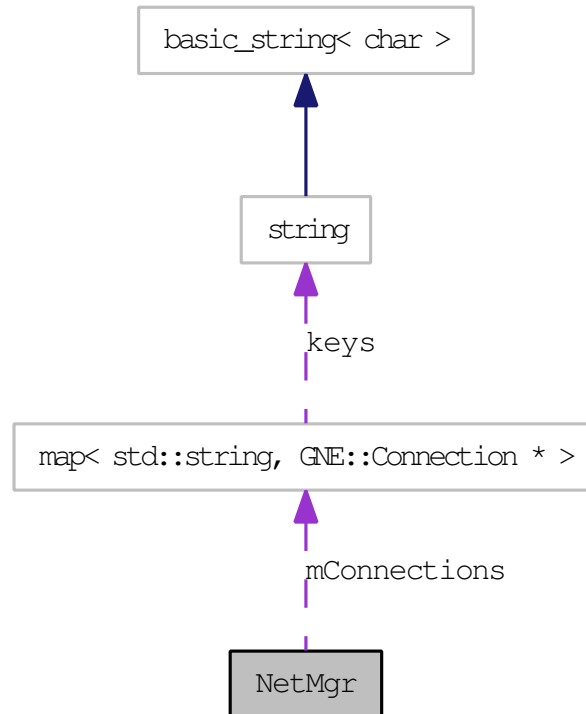 basic_string< char >
string
keys
map< std::string, GNE::Connection * >
mConnections
NetMgr